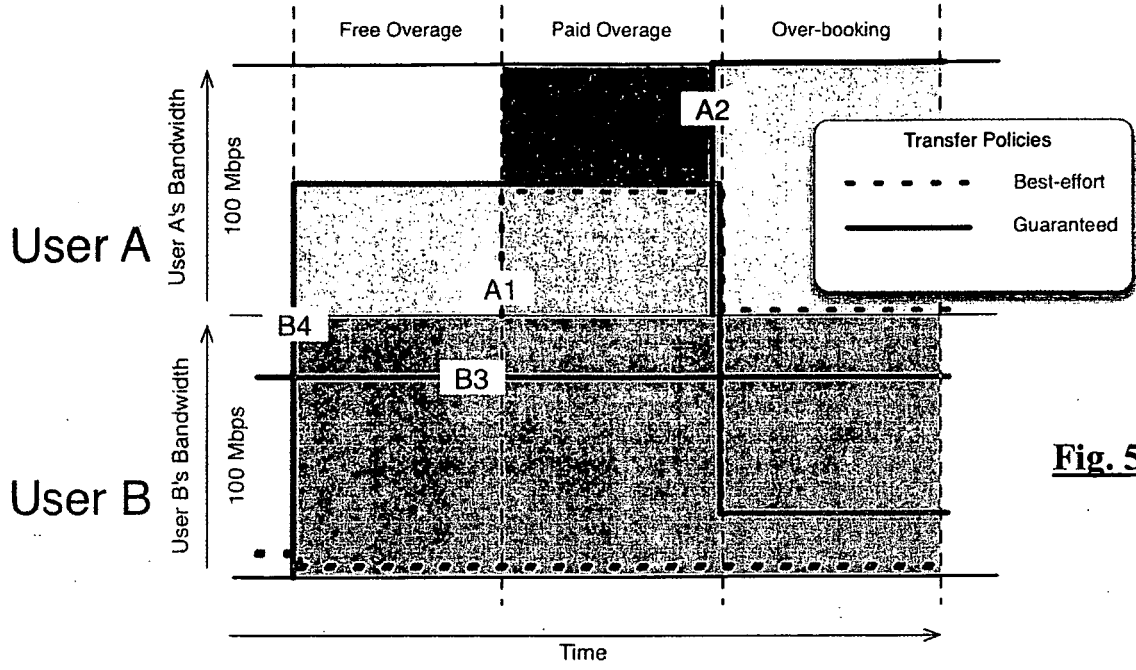 Free Overage
Paid Overage
Over-booking
User A
User A's Bandwidth
100 Mbps
A2
Transfer Policies
Best-effort
Guaranteed
A1
B4
B3
User B
User B's Bandwidth
100 Mbps
Fig. 5
Time